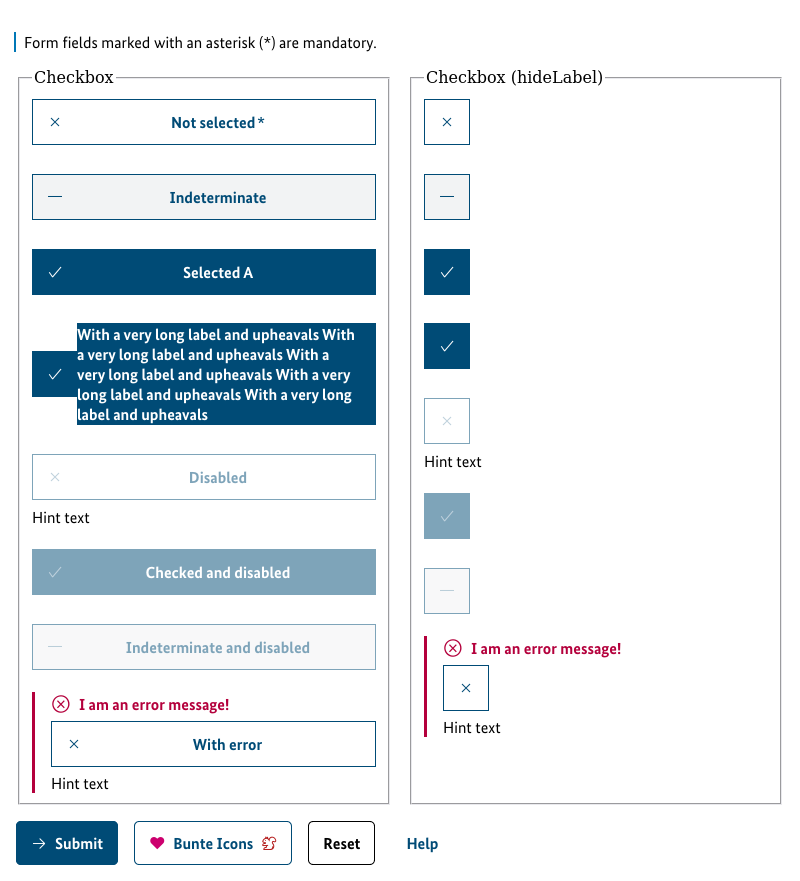 Form fields marked with an asterisk (*) are mandatory.
Checkbox
Not selected *
Indeterminate
Selected A
With a very long label and upheavals With
a very long label and upheavals With a
very long label and upheavals With a very
long label and upheavals With a very long
label and upheavals
Disabled
Hint text
Checked and disabled
Indeterminate and disabled
I am an error message!
With error
Hint text
Checkbox (hideLabel)
Hint text
I am an error message!
Hint text
Submit
Bunte Icons
Reset
Help